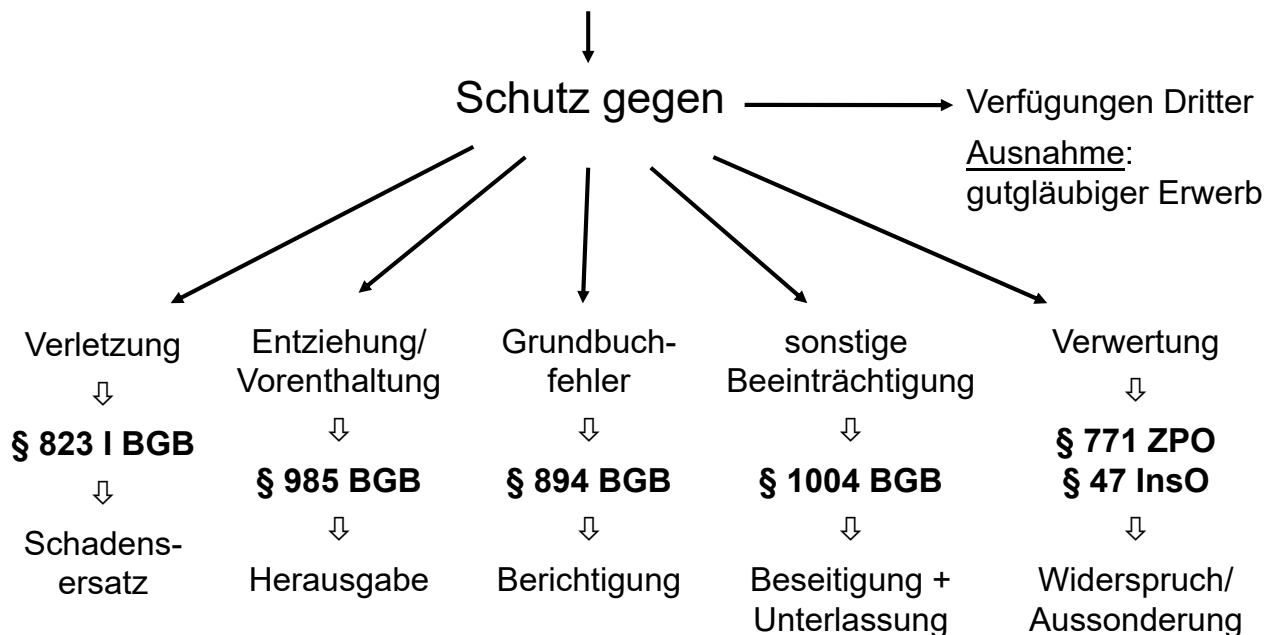 Schutz gegen
Verfügungen Dritter
Ausnahme:
gutgläubiger Erwerb
Verletzung
⇩
§ 823 I BGB
⇩
Schadens-
ersatz
Entziehung/
Vorenthaltung
⇩
§ 985 BGB
⇩
Herausgabe
Grundbuch-
fehler
⇩
§ 894 BGB
⇩
Berichtigung
sonstige
Beeinträchtigung
⇩
§ 1004 BGB
⇩
Beseitigung +
Unterlassung
Verwertung
⇩
§ 771 ZPO
§ 47 InsO
⇩
Widerspruch/
Aussonderung